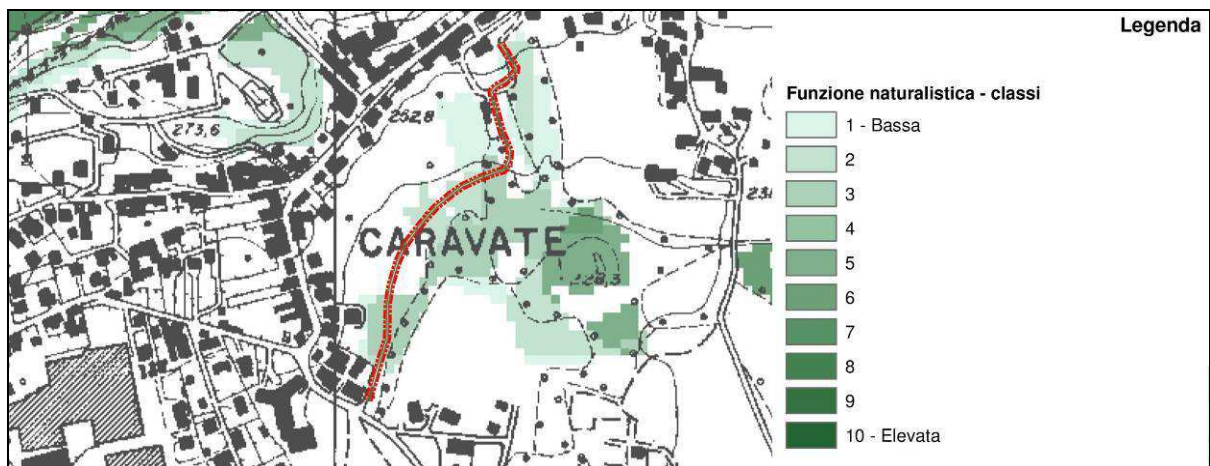 Legenda
Funzione naturalistica - classi
1 - Bassa
2
3
4
5
6
7
8
9
10 - Elevata
273,6
252,8
CARAVATE
228,3